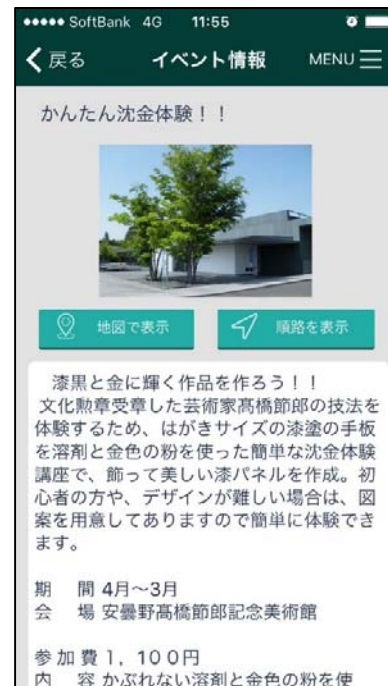 SoftBank 4G 11:55
戻る イベント情報 MENU
かんたん沈金体験！！
地図で表示 順路を表示
漆黒と金に輝く作品を作ろう！！
文化勲章受章した芸術家髙橋節郎の技法を
体験するため、はがきサイズの漆塗の手板
を溶剤と金色の粉を使った簡単な沈金体験
講座で、飾って美しい漆パネルを作成。初
心者の方や、デザインが難しい場合は、図
案を用意してありますので簡単に体験でき
ます。
期　間 4月～3月
会　場 安曇野髙橋節郎記念美術館
参加費1，100円
内　容 かぶれない溶剤と金色の粉を使